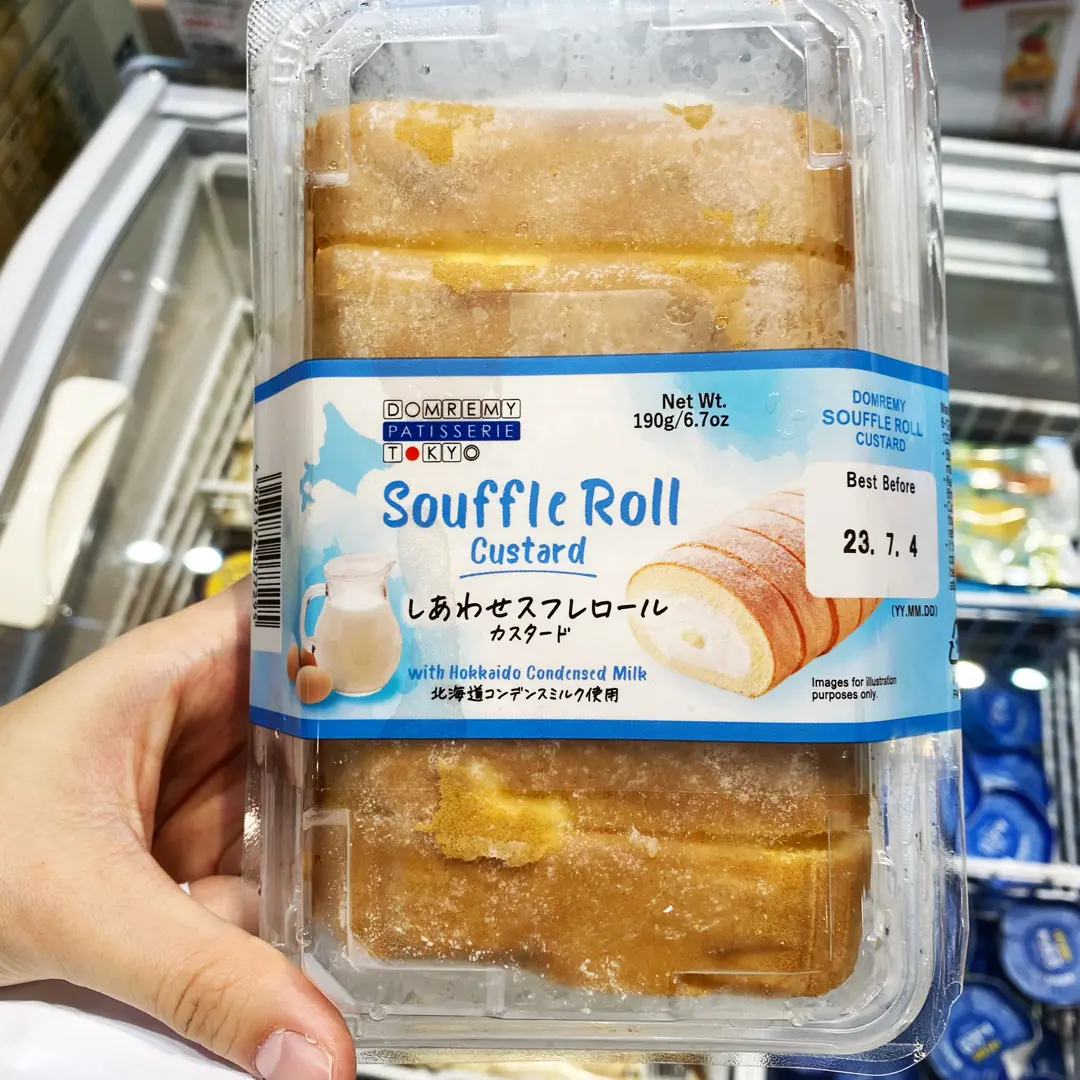 DOMREMY
PATISSERIE
TOKYO
Net Wt.
190g/6.7oz
Souffle Roll
Custard
しあわせスフレロール
カスタード
with Hokkaido Condensed Milk
北海道コンデンスミルク使用
Images for illustration
purposes only.
DOMREMY
SOUFFLE ROLL
CUSTARD
Best Before
23. 7. 4
(YY.MM.DD)